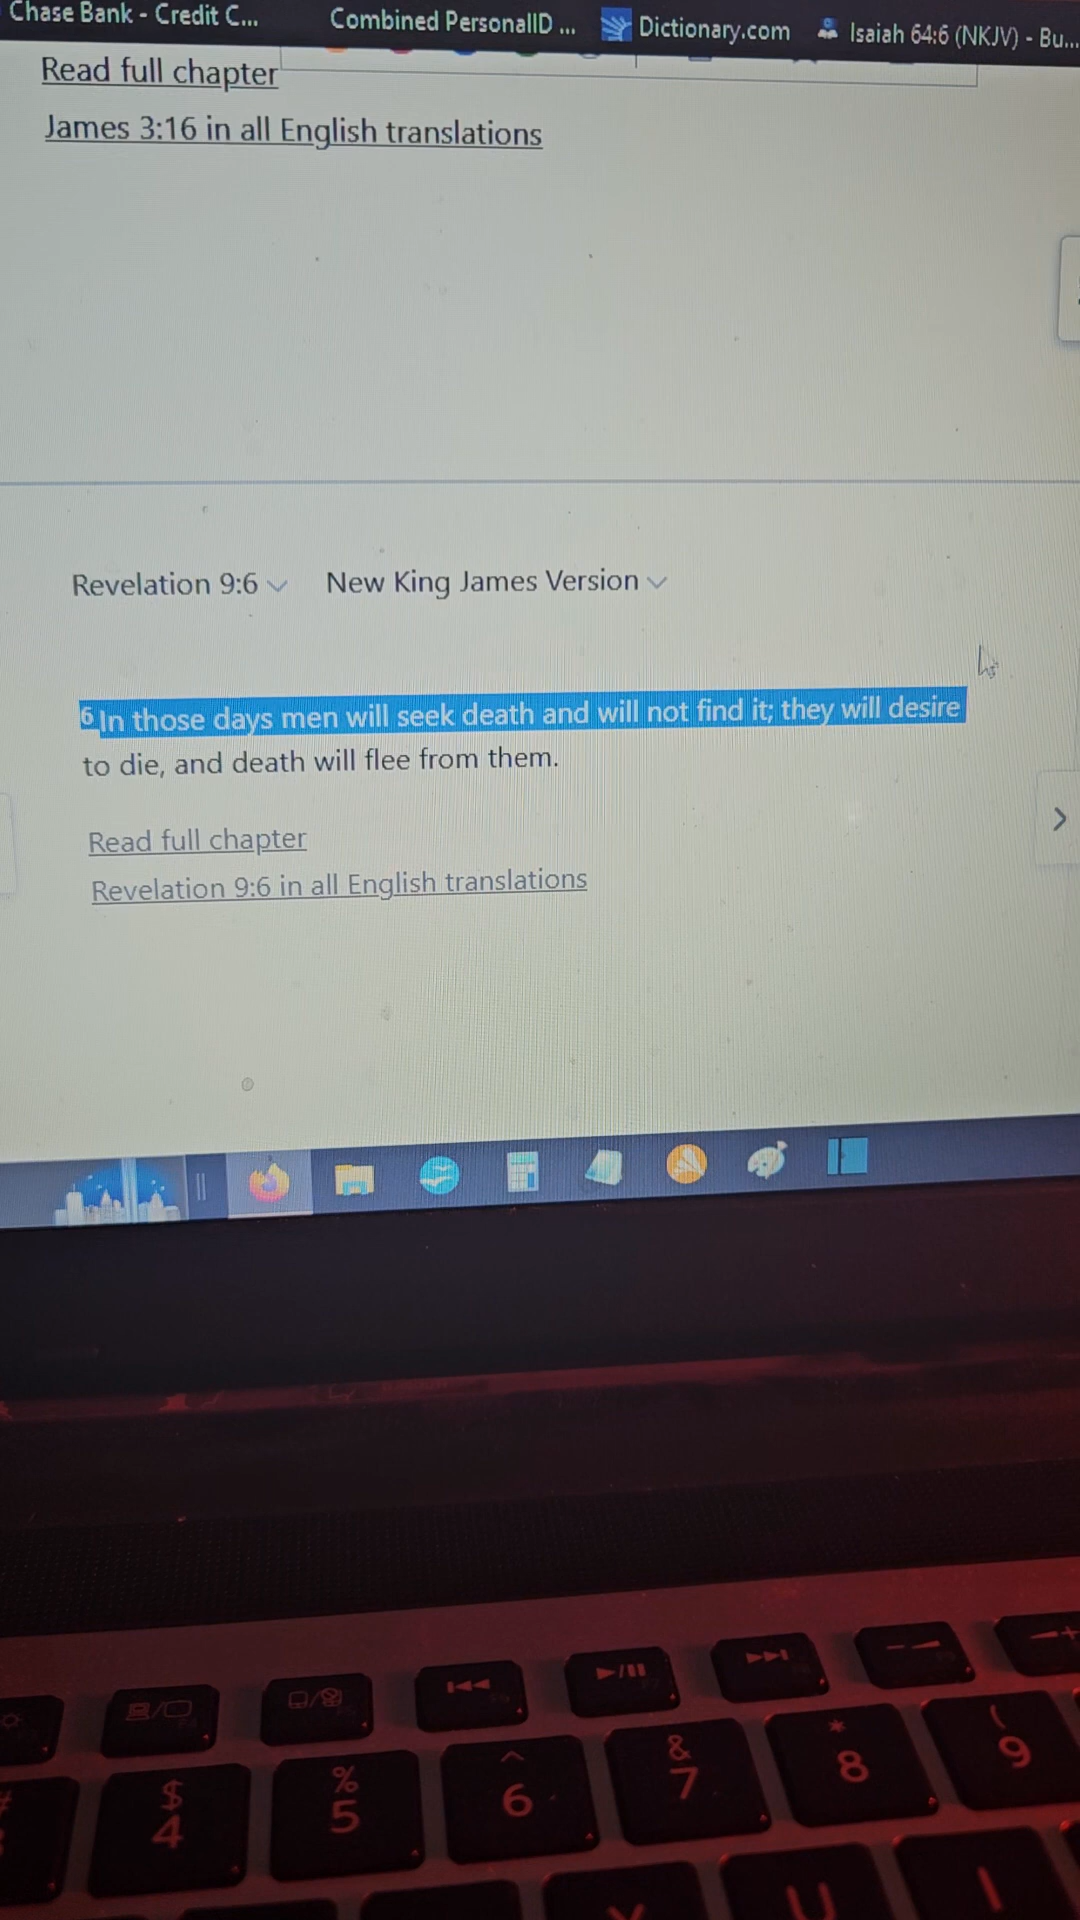 Chase Bank - Credit C...
Combined PersonalID ...
Dictionary.com
Isaiah 64:6 (NKJV) - Bu...
Read full chapter
James 3:16 in all English translations
Revelation 9:6
New King James Version
6 In those days men will seek death and will not find it; they will desire
to die, and death will flee from them.
Read full chapter
Revelation 9:6 in all English translations
$
4
%
5
^
6
&
7
*
8
(
9
U
I